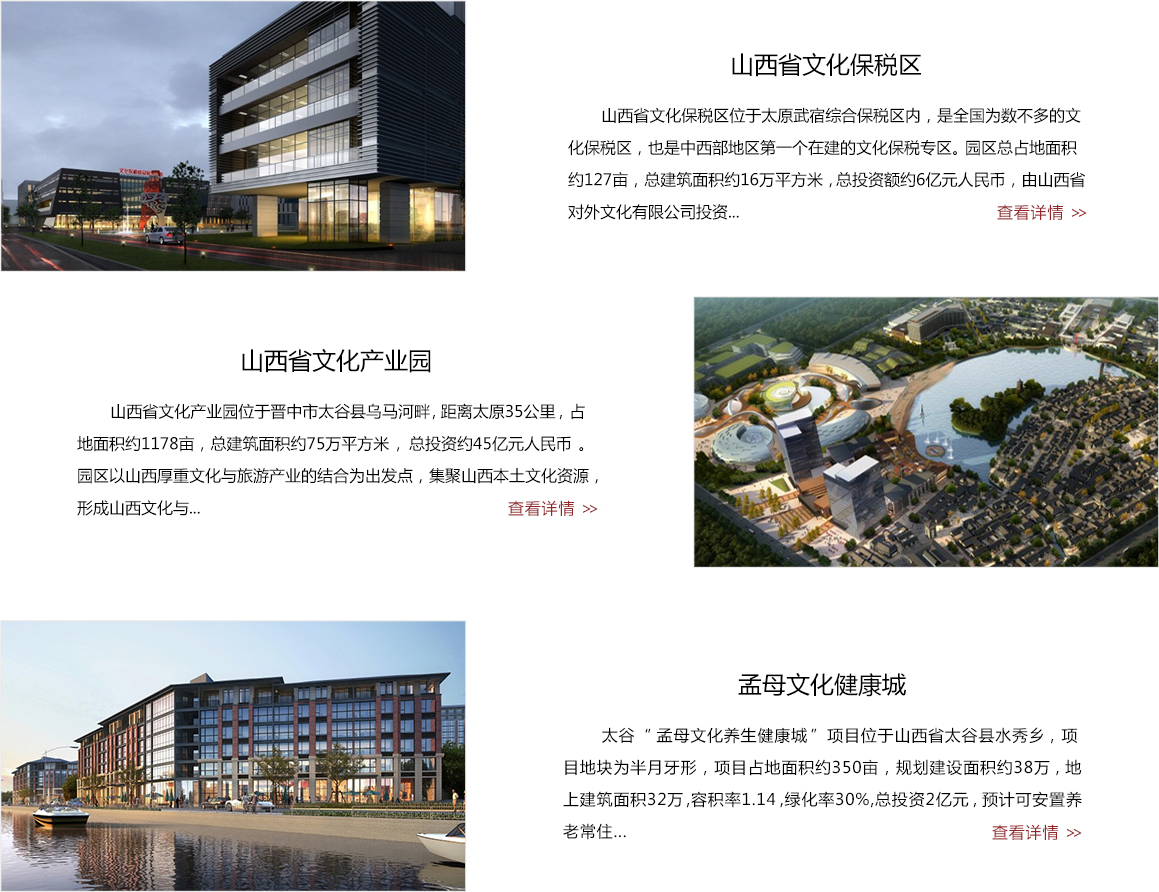 山西省文化保税区
山西省文化保税区位于太原武宿综合保税区内，是全国为数不多的文
化保税区，也是中西部地区第一个在建的文化保税专区。园区总占地面积
约127亩，总建筑面积约16万平方米，总投资额约6亿元人民币，由山西省
对外文化有限公司投资...
查看详情 >>
山西省文化产业园
山西省文化产业园位于晋中市太谷县乌马河畔，距离太原35公里，占
地面积约1178亩，总建筑面积约75万平方米，总投资约45亿元人民币。
园区以山西厚重文化与旅游产业的结合为出发点，集聚山西本土文化资源，
形成山西文化与...
查看详情 >>
孟母文化健康城
太谷“孟母文化养生健康城”项目位于山西省太谷县水秀乡，项
目地块为半月牙形，项目占地面积约350亩，规划建设面积约38万，地
上建筑面积32万,容积率1.14,绿化率30%,总投资2亿元，预计可安置养
老常住...
查看详情 >>